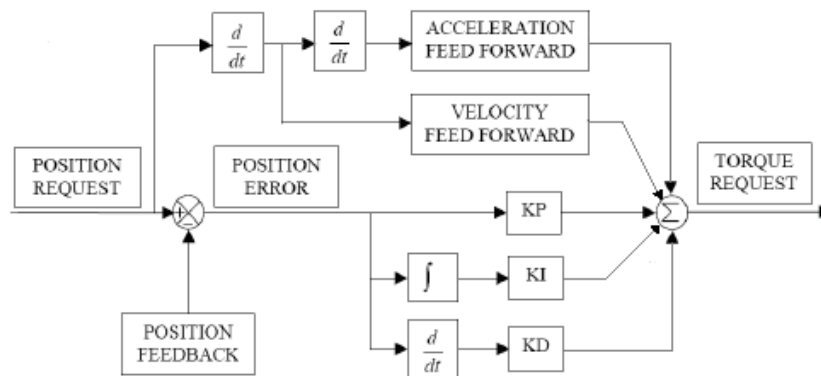 d
dt
d
dt
ACCELERATION
FEED FORWARD
VELOCITY
FEED FORWARD
POSITION
REQUEST
POSITION
ERROR
TORQUE
REQUEST
+
−
KP
Σ
∫
KI
POSITION
FEEDBACK
d
dt
KD